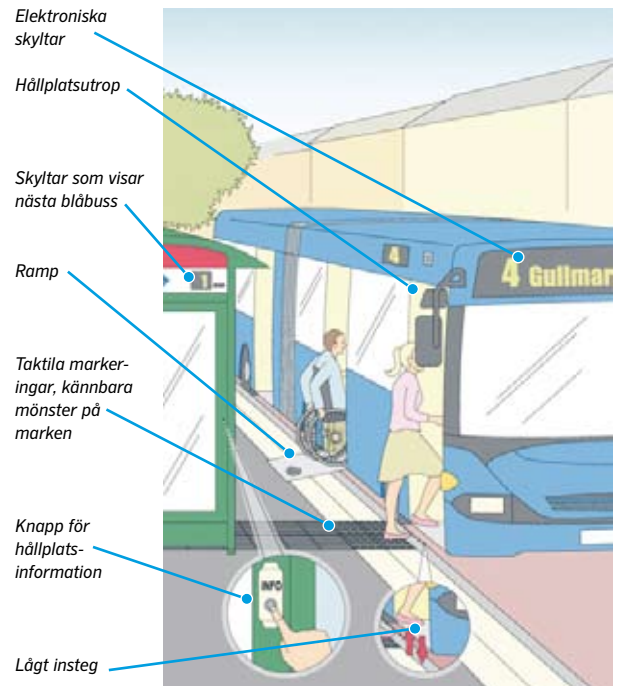 Elektroniska
skyltar
Hållplatsutrop
Skyltar som visar
nästa blåbuss
Ramp
Taktila marker-
ingar, kännbara
mönster på
marken
Knapp för
hållplats-
information
Lågt insteg
4
4 Gullmar
1
INFO